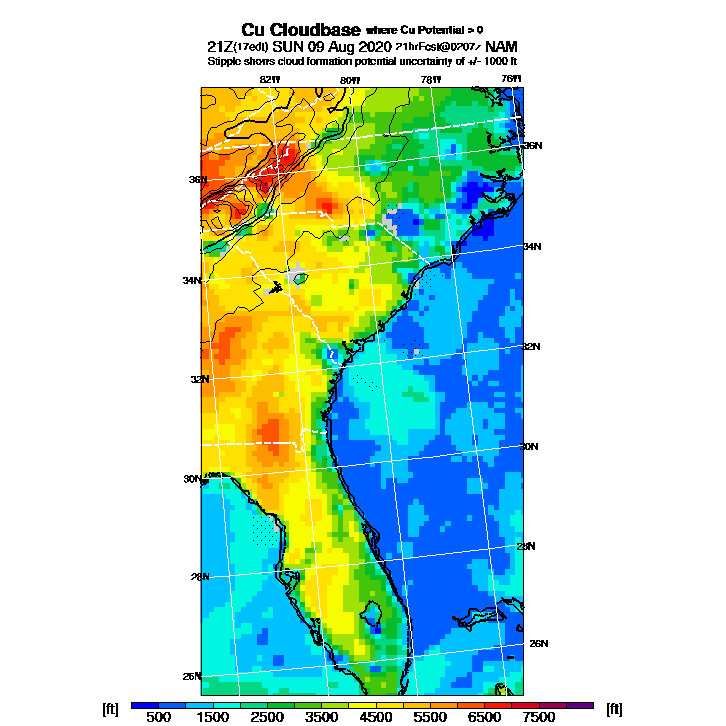 Cu Cloudbase where Cu Potential > 0
21Z(17edt) SUN 09 Aug 2020 21hrFcst@0207z NAM
Stipple shows cloud formation potential uncertainty of +/- 1000 ft
82W 80W 78W 76W
36N 36N
34N 34N
32N 32N
30N 30N
28N 28N
26N 26N
[ft] 500 1500 2500 3500 4500 5500 6500 7500 [ft]